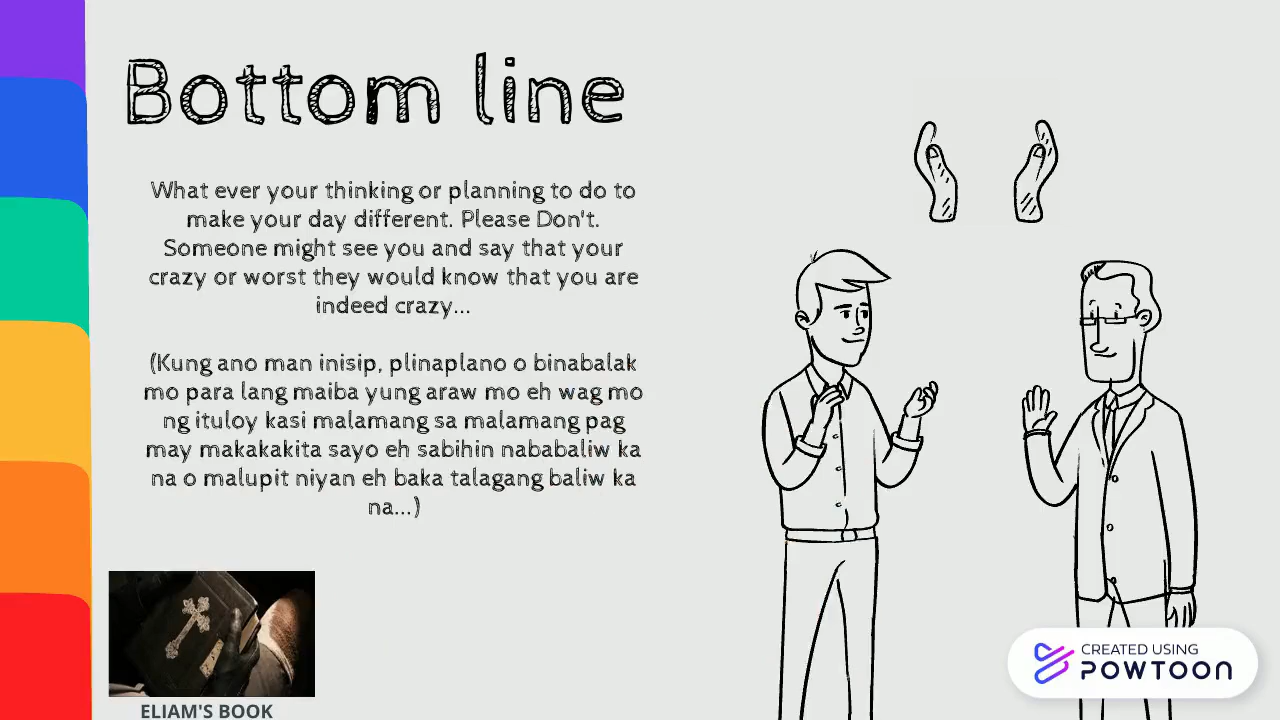 Bottom line
What ever your thinking or planning to do to
make your day different. Please Don't.
Someone might see you and say that your
crazy or worst they would know that you are
indeed crazy...
(Kung ano man inisip, plinaplano o binabalak
mo para lang maiba yung araw mo eh wag mo
ng ituloy kasi malamang sa malamang pag
may makakakita sayo eh sabihin nababaliw ka
na o malupit niyan eh baka talagang baliw ka
na...)
ELIAM'S BOOK
CREATED USING
POWTOON